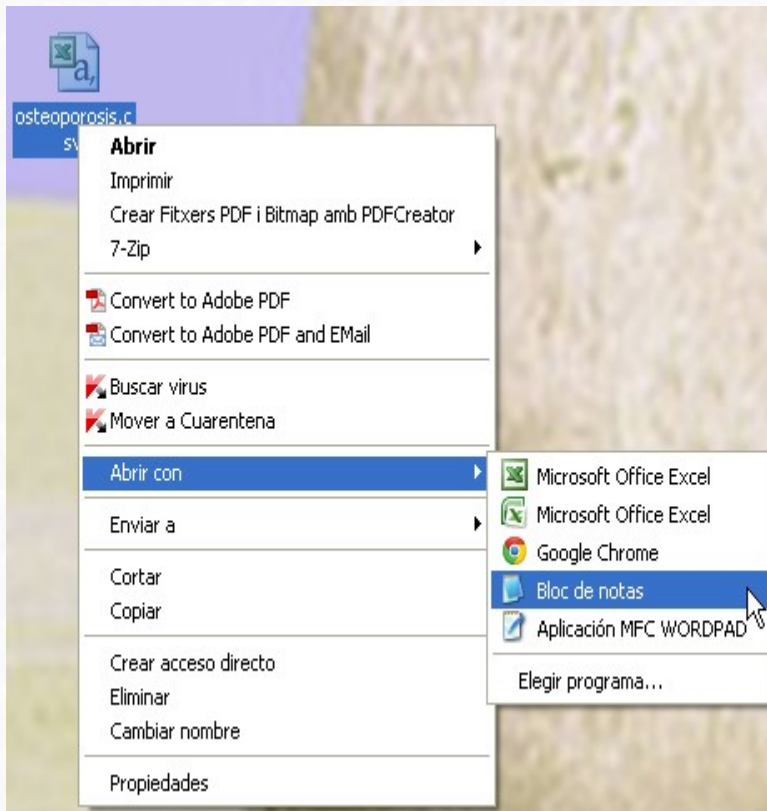 osteoporosis.c
sv
Abrir
Imprimir
Crear Fitxers PDF i Bitmap amb PDFCreator
7-Zip
Convert to Adobe PDF
Convert to Adobe PDF and EMail
Buscar virus
Mover a Cuarentena
Abrir con
Enviar a
Cortar
Copiar
Crear acceso directo
Eliminar
Cambiar nombre
Propiedades
Microsoft Office Excel
Microsoft Office Excel
Google Chrome
Bloc de notas
Aplicación MFC WORDPAD
Elegir programa...